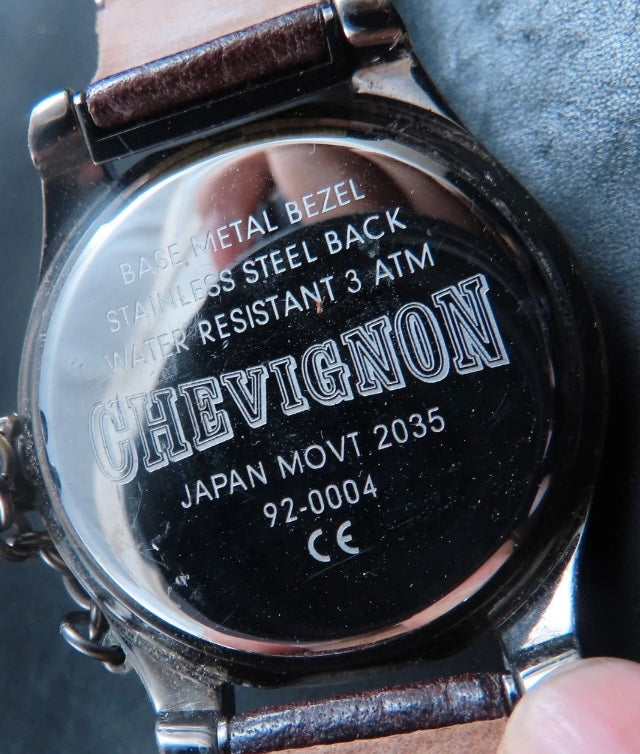 BASE METAL BEZEL
STAINLESS STEEL BACK
WATER RESISTANT 3 ATM
CHEVIGNON
JAPAN MOVT 2035
92-0004
CE